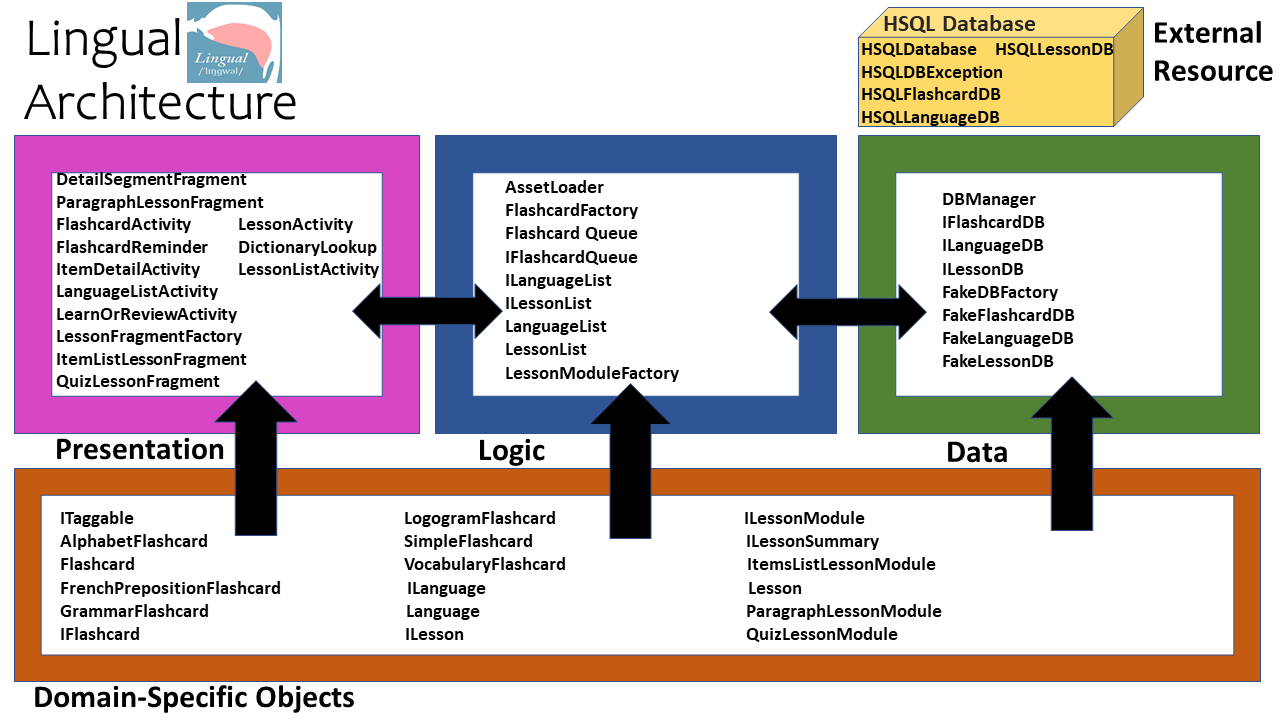 Lingual
Architecture
Lingual
/'lɪŋgwəl/
HSQL Database
HSQLDatabase HSQLLessonDB
HSQLDBException
HSQLFlashcardDB
HSQLLanguageDB
External
Resource
DetailSegmentFragment
ParagraphLessonFragment
FlashcardActivity LessonActivity
FlashcardReminder DictionaryLookup
ItemDetailActivity LessonListActivity
LanguageListActivity
LearnOrReviewActivity
LessonFragmentFactory
ItemListLessonFragment
QuizLessonFragment
Presentation
AssetLoader
FlashcardFactory
Flashcard Queue
IFlashcardQueue
ILanguageList
ILessonList
LanguageList
LessonList
LessonModuleFactory
Logic
DBManager
IFlashcardDB
ILanguageDB
ILessonDB
FakeDBFactory
FakeFlashcardDB
FakeLanguageDB
FakeLessonDB
Data
ITaggable
AlphabetFlashcard
Flashcard
FrenchPrepositionFlashcard
GrammarFlashcard
IFlashcard
LogogramFlashcard
SimpleFlashcard
VocabularyFlashcard
ILanguage
Language
ILesson
ILessonModule
ILessonSummary
ItemsListLessonModule
Lesson
ParagraphLessonModule
QuizLessonModule
Domain-Specific Objects